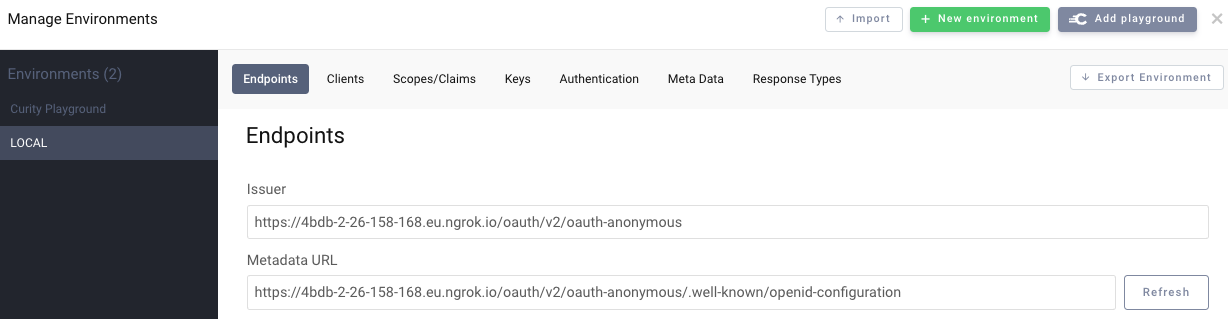 Manage Environments
Import
New environment
Add playground
Environments (2)
Curity Playground
LOCAL
Endpoints Clients Scopes/Claims Keys Authentication Meta Data Response Types
Export Environment
Endpoints
Issuer
https://4bdb-2-26-158-168.eu.ngrok.io/oauth/v2/oauth-anonymous
Metadata URL
https://4bdb-2-26-158-168.eu.ngrok.io/oauth/v2/oauth-anonymous/.well-known/openid-configuration
Refresh